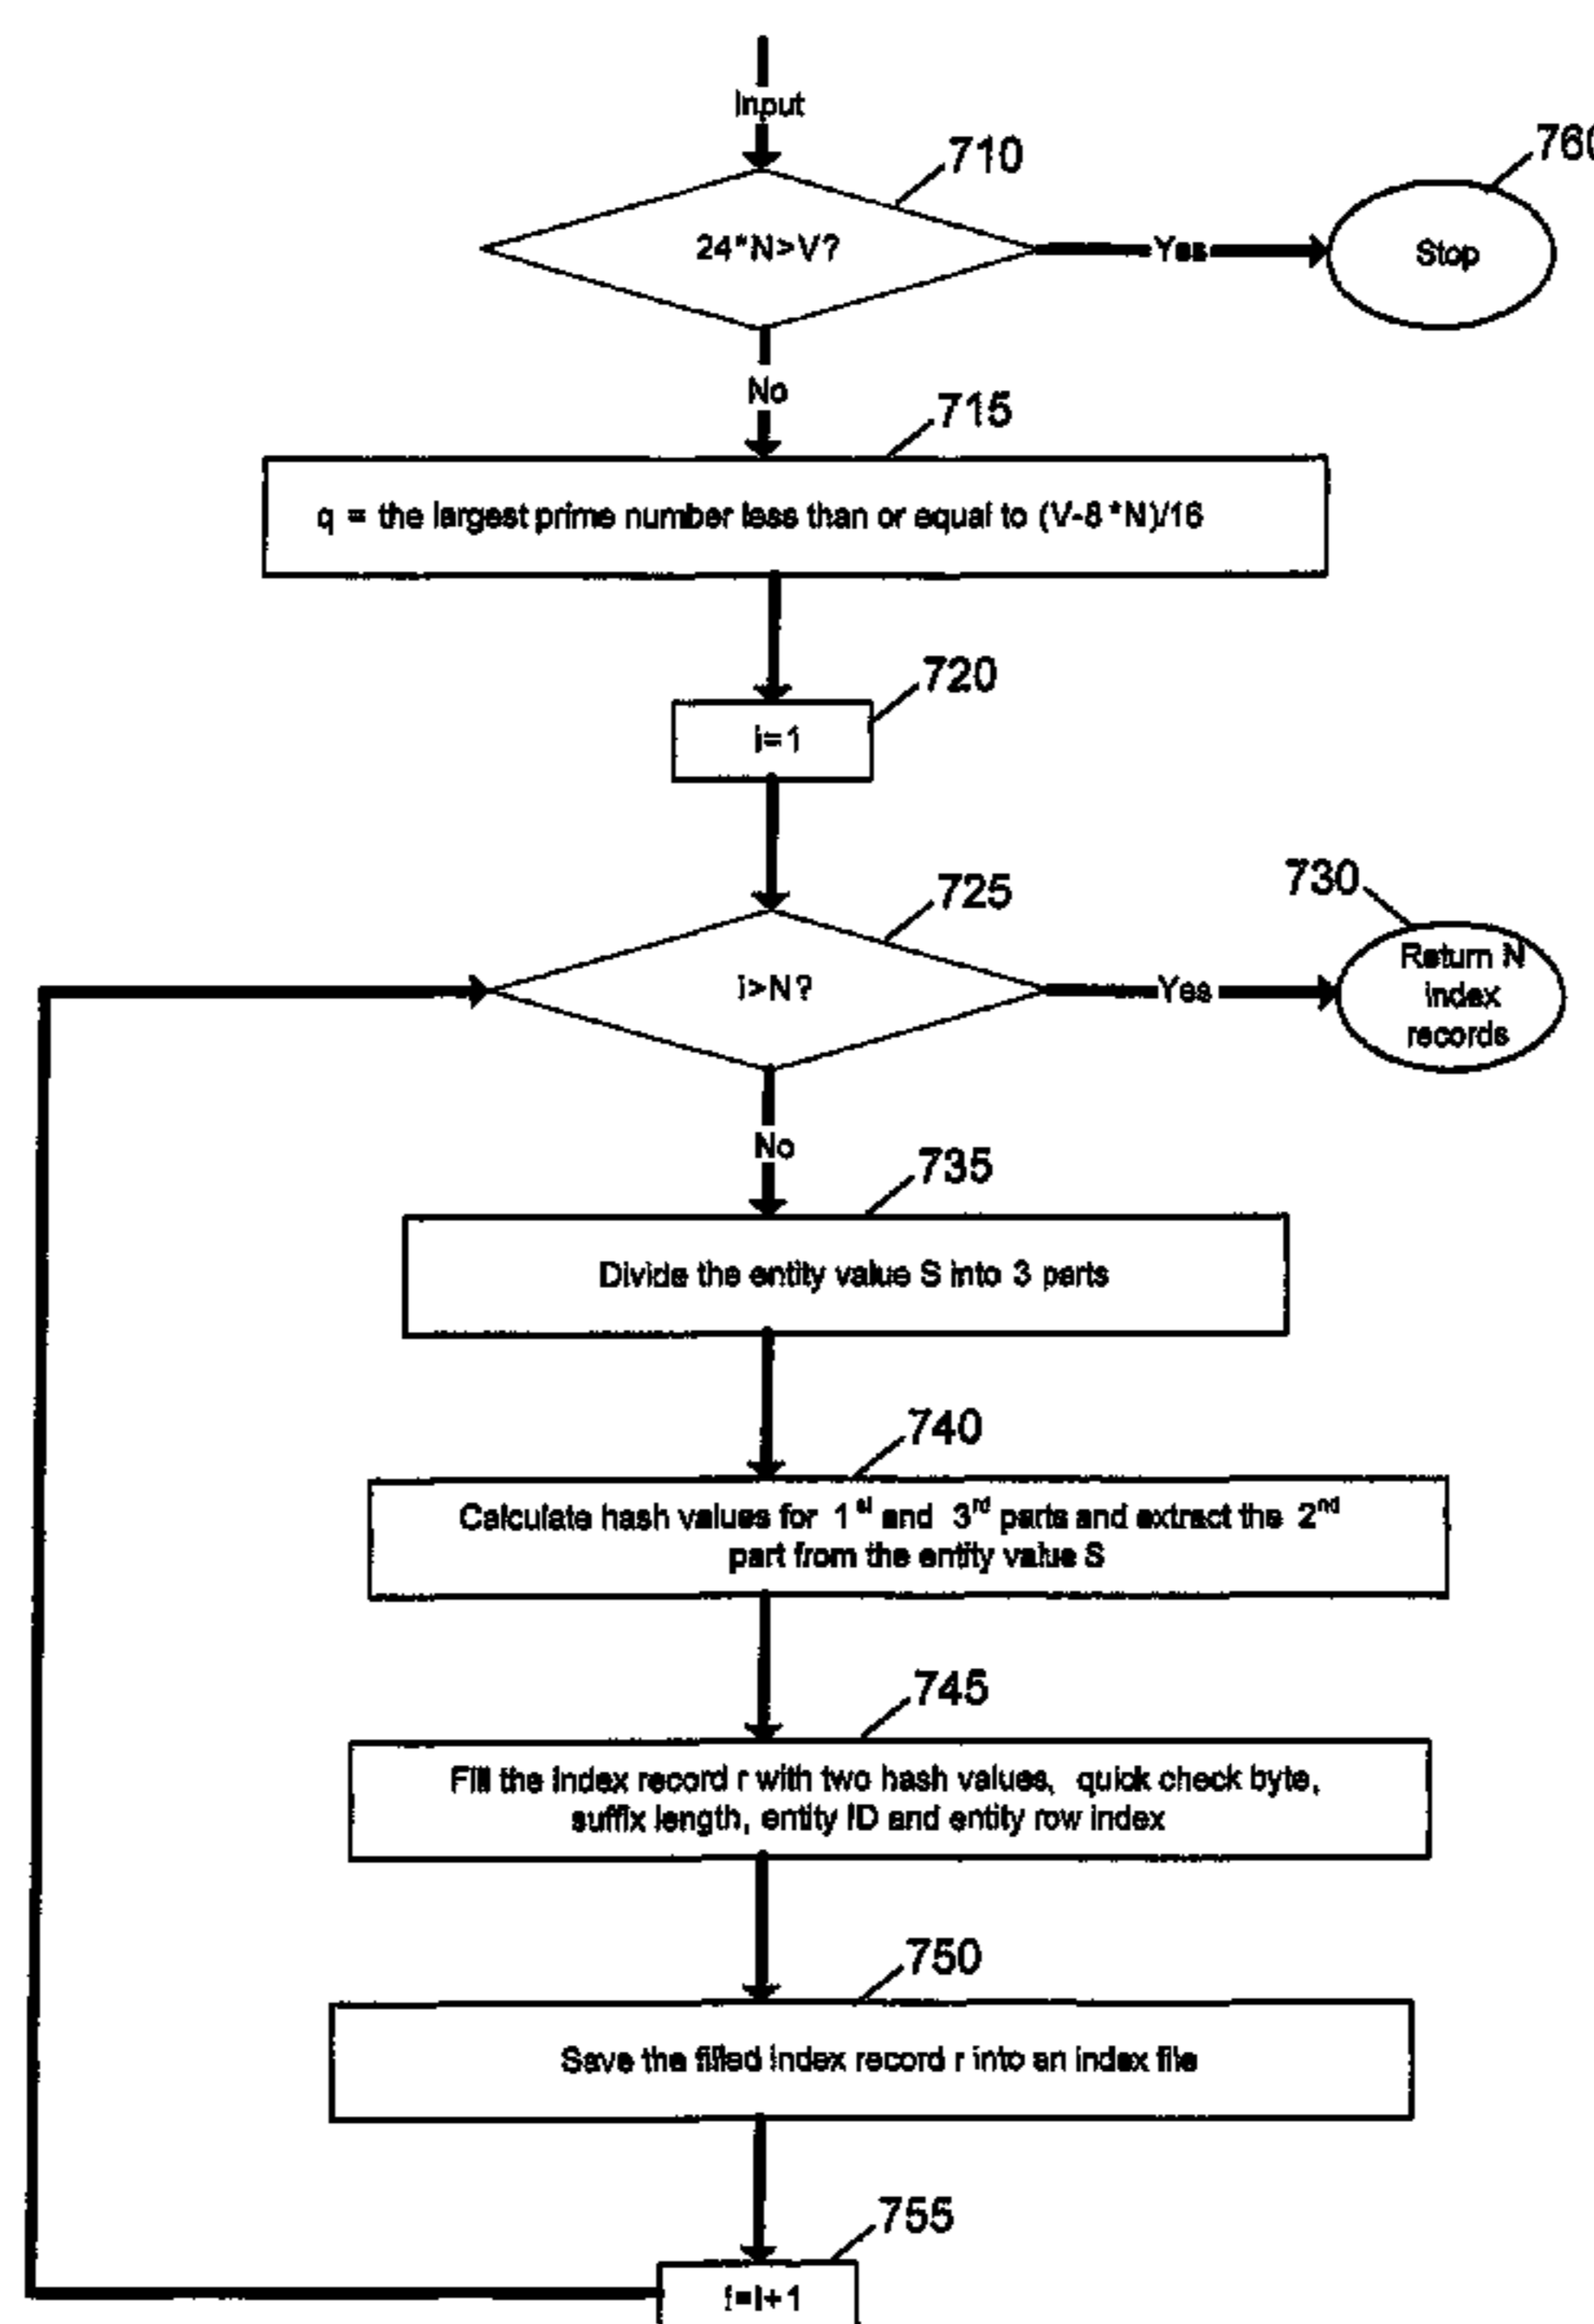 Input
710
760
24*N>V?
Yes
Stop
No
715
q = the largest prime number less than or equal to (V-8*N)/16
720
i=1
725
730
i>N?
Yes
Return N
index
records
No
735
Divide the entity value S into 3 parts
740
Calculate hash values for 1st and 3rd parts and extract the 2nd
part from the entity value S
745
Fill the index record r with two hash values, quick check byte,
suffix length, entity ID and entity row index
750
Save the filled index record r into an index file
755
i=i+1